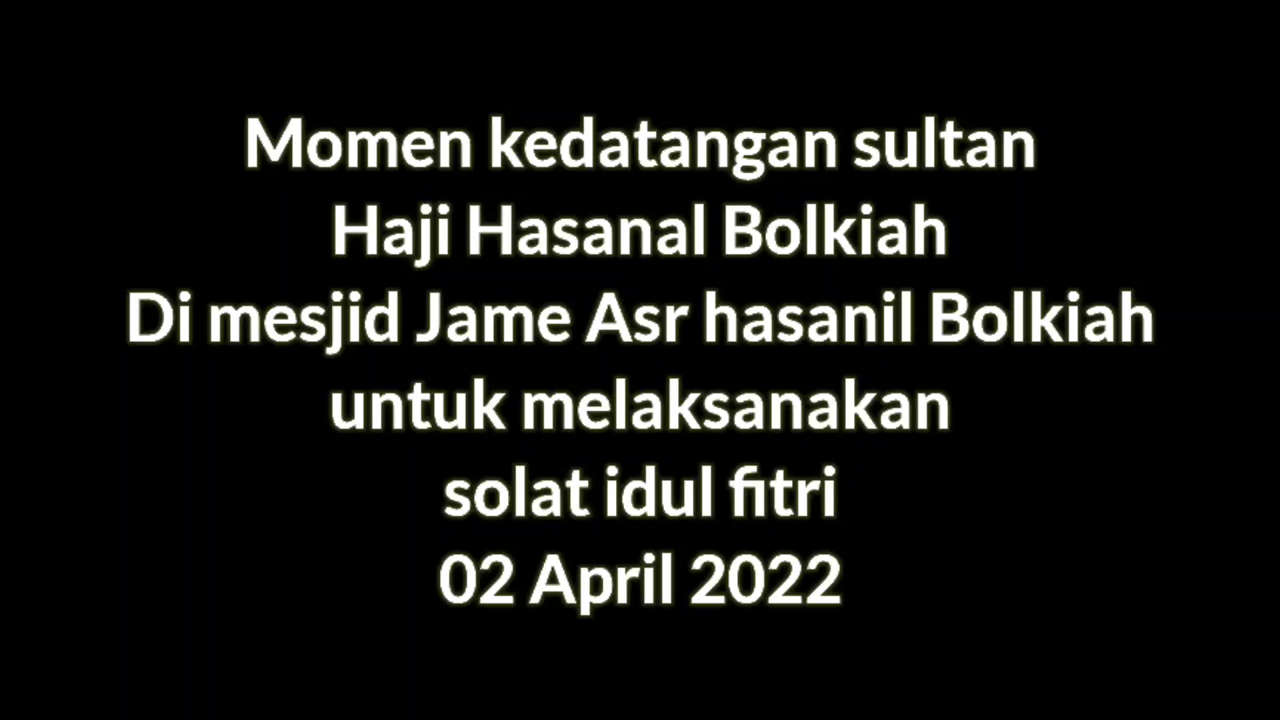 Momen kedatangan sultan
Haji Hasanal Bolkiah
Di mesjid Jame Asr hasanil Bolkiah
untuk melaksanakan
solat idul fitri
02 April 2022